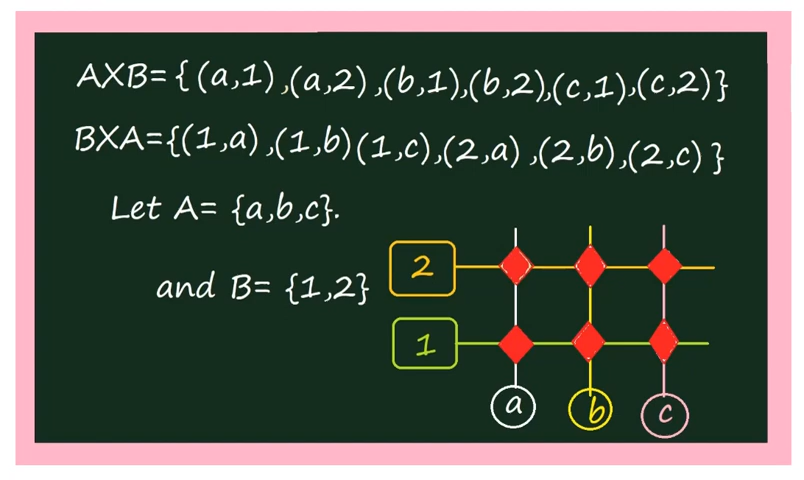 AXB={(a,1),(a,2),(b,1),(b,2),(c,1),(c,2)}
BXA={(1,a),(1,b)(1,c),(2,a),(2,b),(2,c)}
Let A= {a,b,c}.
and B= {1,2}
2
1
a
b
c